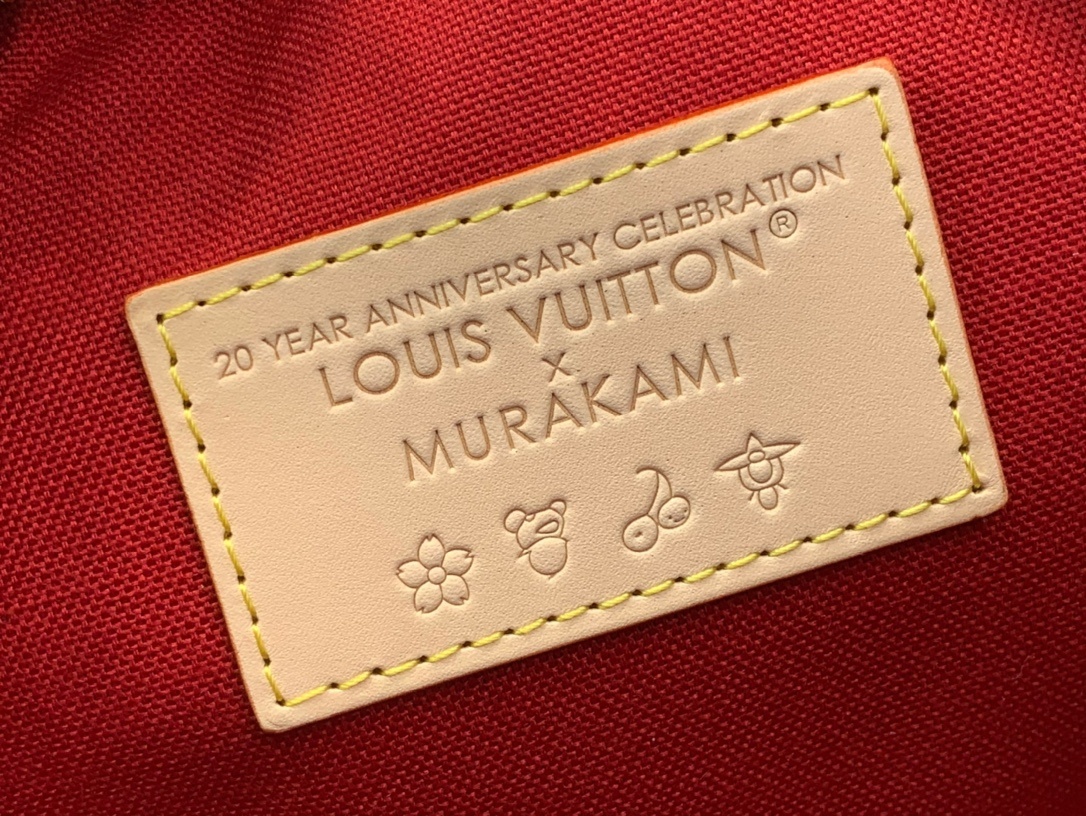 20 YEAR ANNIVERSARY CELEBRATION
LOUIS VUITTON®
x
MURAKAMI